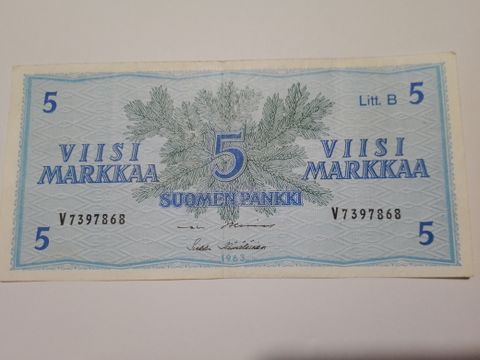 5
Litt. B 5
VIISI
MARKKAA
5
VIISI
MARKKAA
SUOMEN PANKKI
V7397868
V7397868
5
5
1963